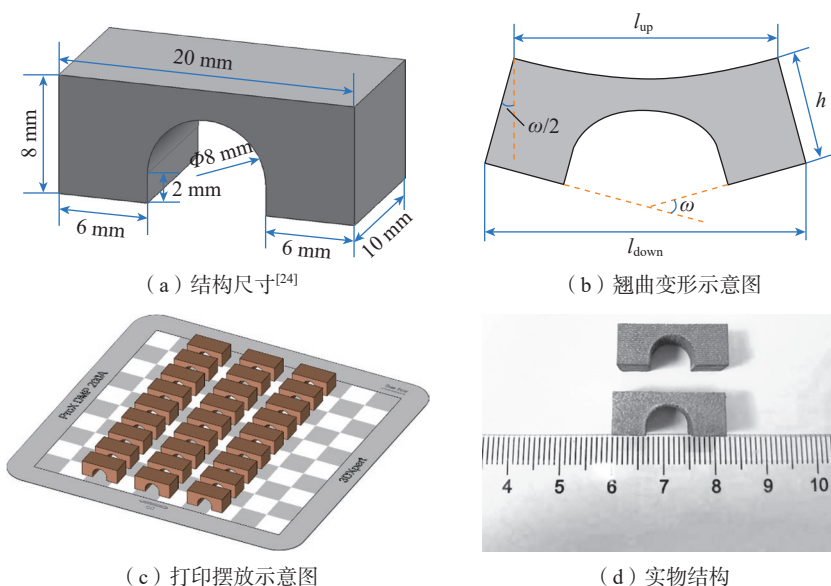 20 mm
8 mm
Φ8 mm
2 mm
6 mm
6 mm
10 mm
(a)结构尺寸[24]
l_up
h
ω/2
ω
l_down
(b)翘曲变形示意图
ProX DMP 200A
3DXpert
(c)打印摆放示意图
4 5 6 7 8 9 10
(d)实物结构